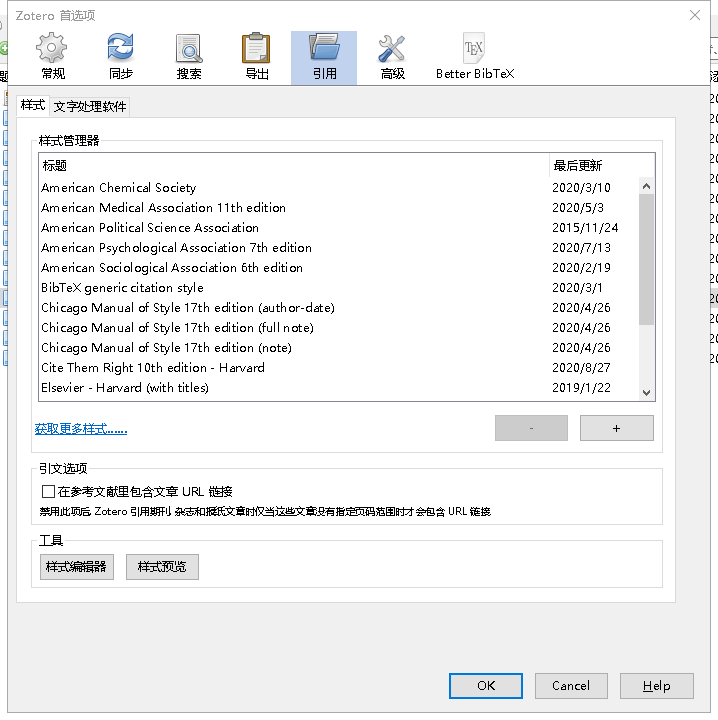 Zotero 首选项
常规 同步 搜索 导出 引用 高级 Better BibTeX
样式 文字处理软件
样式管理器
标题 最后更新
American Chemical Society 2020/3/10
American Medical Association 11th edition 2020/5/3
American Political Science Association 2015/11/24
American Psychological Association 7th edition 2020/7/13
American Sociological Association 6th edition 2020/2/19
BibTeX generic citation style 2020/3/1
Chicago Manual of Style 17th edition (author-date) 2020/4/26
Chicago Manual of Style 17th edition (full note) 2020/4/26
Chicago Manual of Style 17th edition (note) 2020/4/26
Cite Them Right 10th edition - Harvard 2020/8/27
Elsevier - Harvard (with titles) 2019/1/22
获取更多样式...... - +
引文选项
在参考文献里包含文章 URL 链接
禁用此项后, Zotero 引用期刊, 杂志和报纸文章时仅当这些文章没有指定页码范围时才会包含 URL 链接.
工具
样式编辑器 样式预览
OK Cancel Help